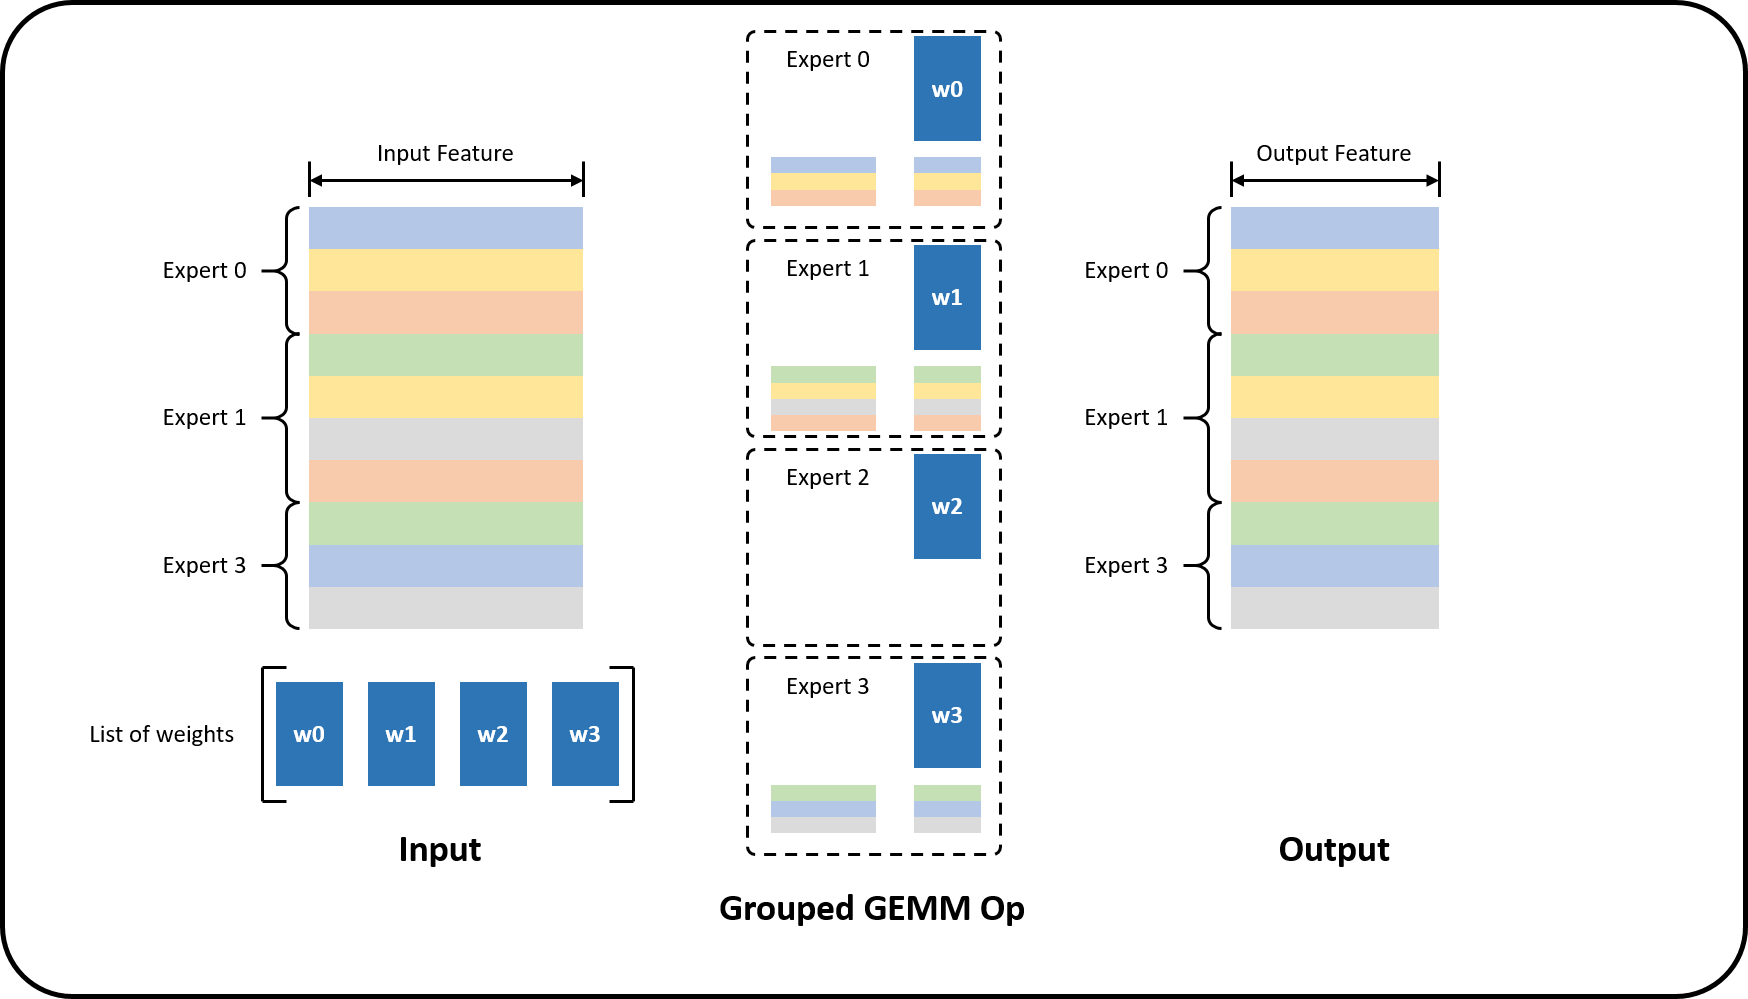 Input Feature
Expert 0
Expert 1
Expert 3
List of weights
w0
w1
w2
w3
Input
Expert 0
w0
Expert 1
w1
Expert 2
w2
Expert 3
w3
Grouped GEMM Op
Output Feature
Expert 0
Expert 1
Expert 3
Output